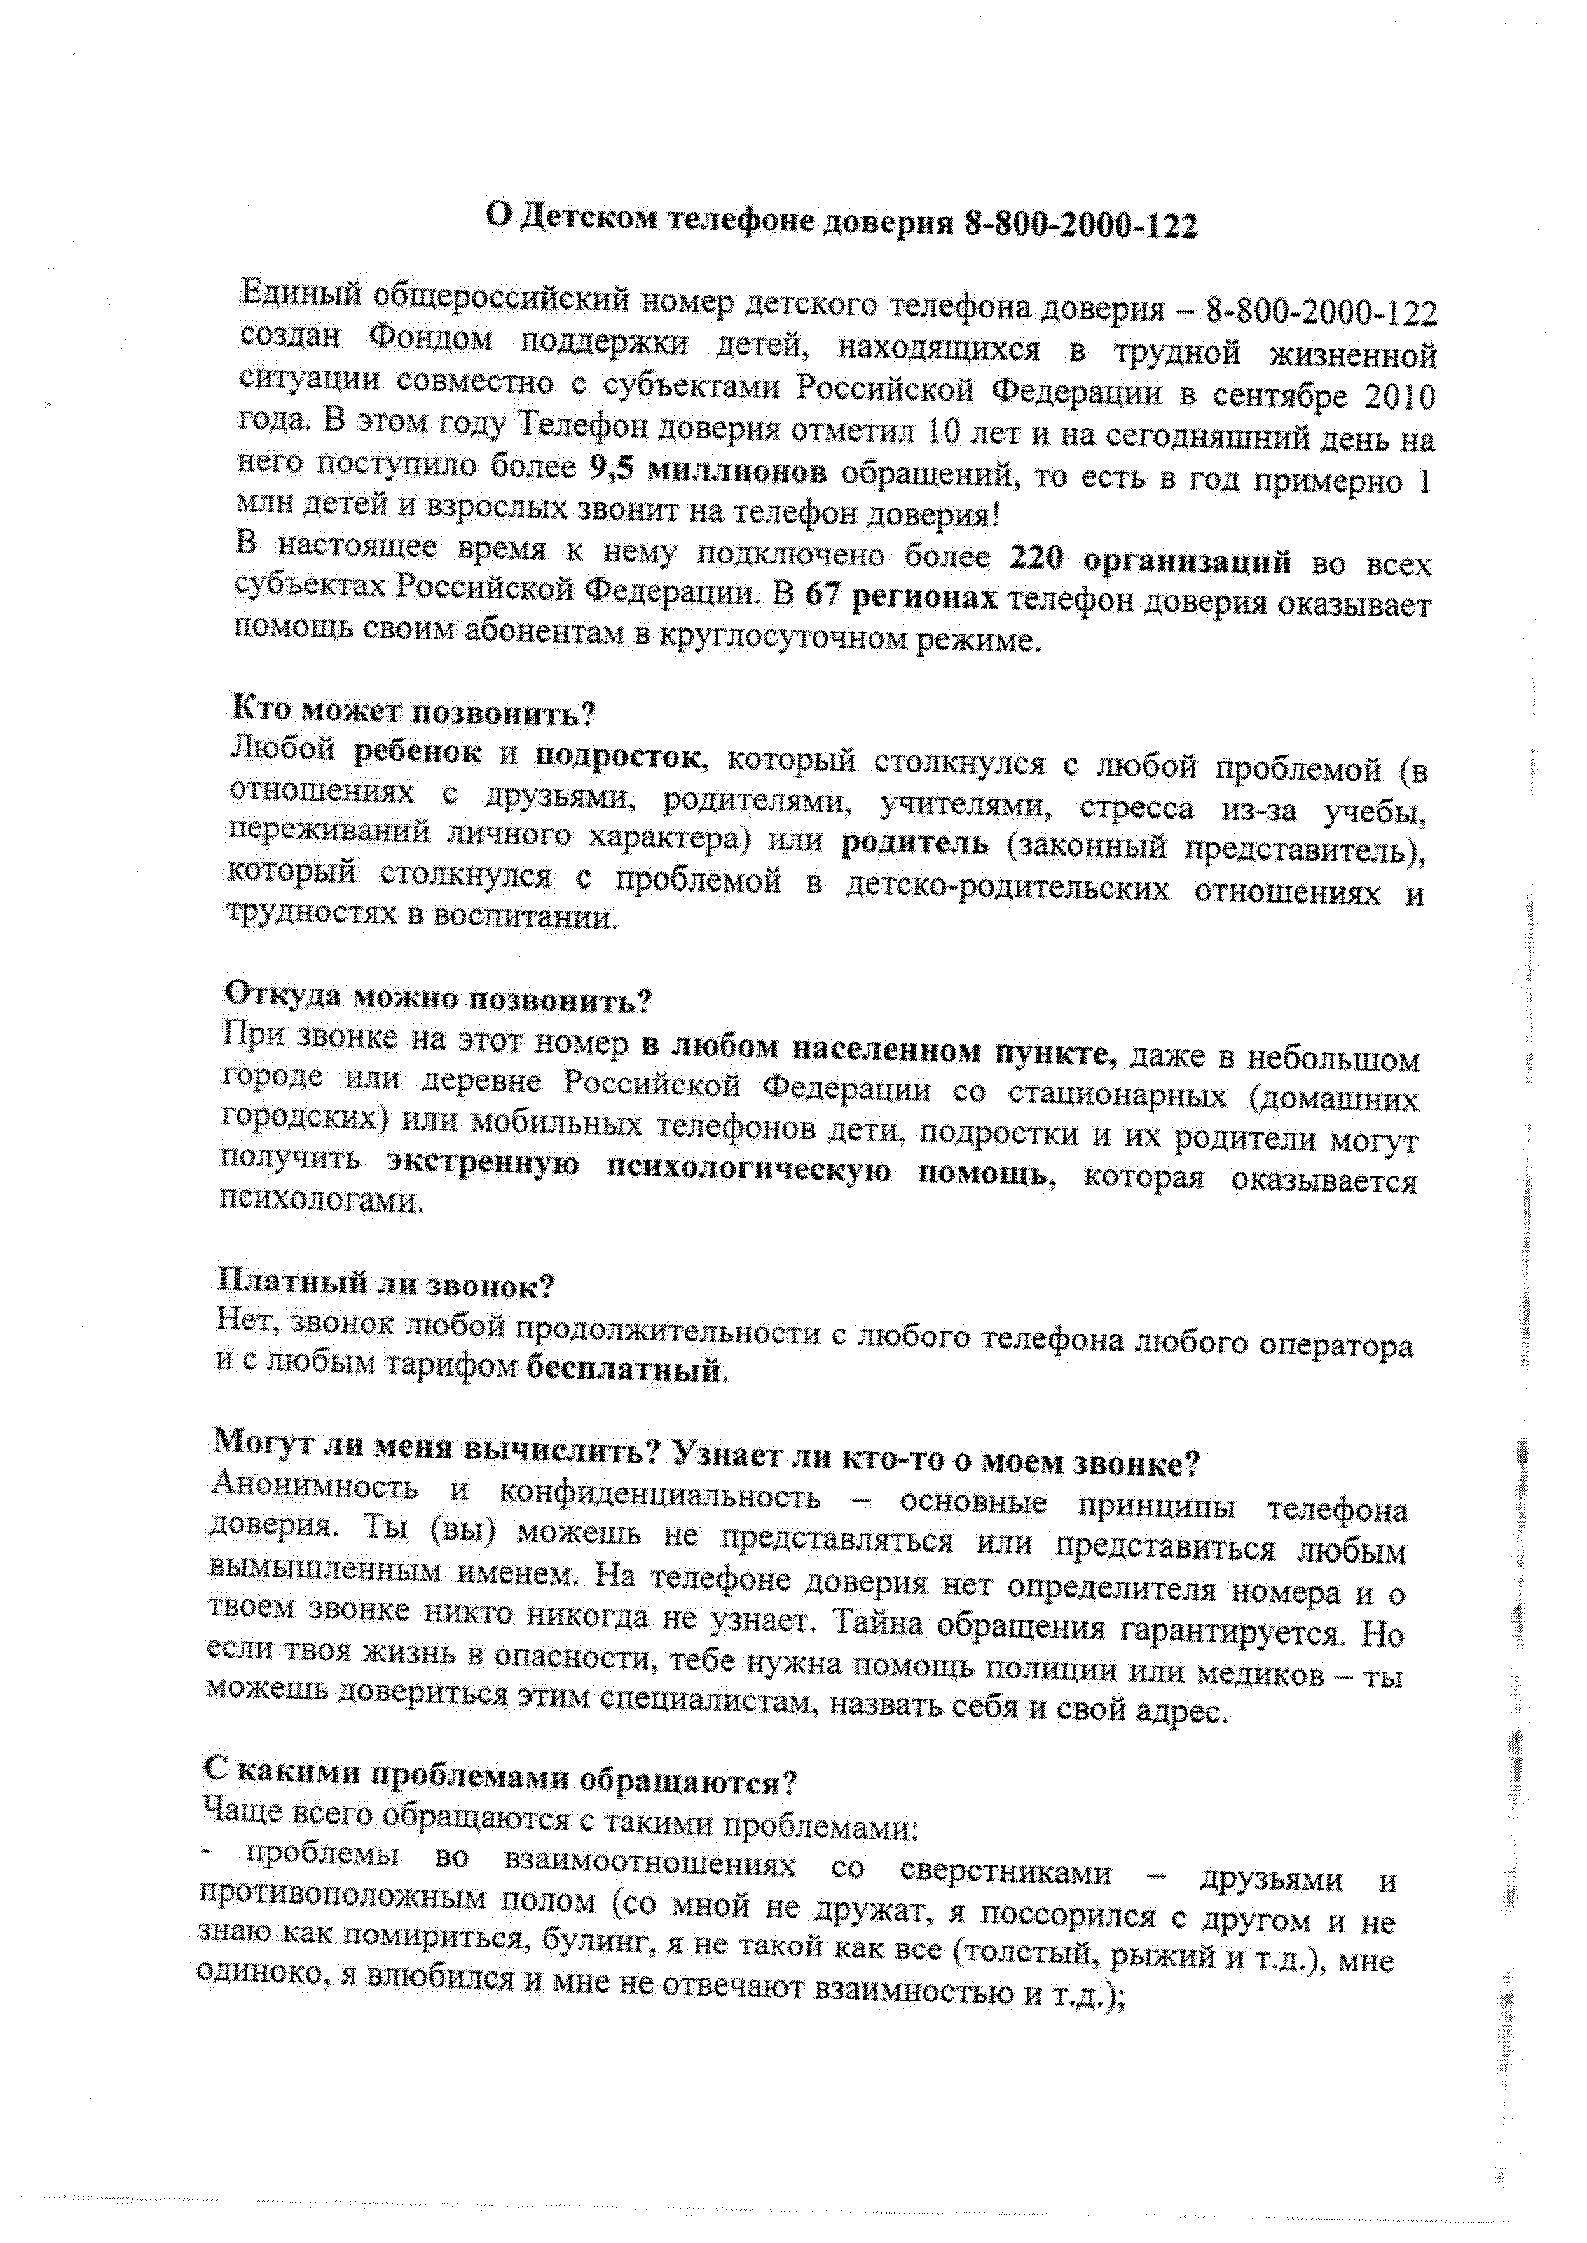 О Детском телефоне доверия 8-800-2000-122
Единый общероссийский номер детского телефона доверия – 8-800-2000-122
создан Фондом поддержки детей, находящихся в трудной жизненной
ситуации совместно с субъектами Российской Федерации в сентябре 2010
года. В этом году Телефон доверия отметил 10 лет и на сегодняшний день на
него поступило более 9,5 миллионов обращений, то есть в год примерно 1
млн детей и взрослых звонит на телефон доверия!
В настоящее время к нему подключено более 220 организаций во всех
субъектах Российской Федерации. В 67 регионах телефон доверия оказывает
помощь своим абонентам в круглосуточном режиме.
Кто может позвонить?
Любой ребенок и подросток, который столкнулся с любой проблемой (в
отношениях с друзьями, родителями, учителями, стресса из-за учебы,
переживаний личного характера) или родитель (законный представитель),
который столкнулся с проблемой в детско-родительских отношениях и
трудностях в воспитании.
Откуда можно позвонить?
При звонке на этот номер в любом населенном пункте, даже в небольшом
городе или деревне Российской Федерации со стационарных (домашних
городских) или мобильных телефонов дети, подростки и их родители могут
получить экстренную психологическую помощь, которая оказывается
психологами.
Платный ли звонок?
Нет, звонок любой продолжительности с любого телефона любого оператора
и с любым тарифом бесплатный.
Могут ли меня вычислить? Узнает ли кто-то о моем звонке?
Анонимность и конфиденциальность – основные принципы телефона
доверия. Ты (вы) можешь не представляться или представиться любым
вымышленным именем. На телефоне доверия нет определителя номера и о
твоем звонке никто никогда не узнает. Тайна обращения гарантируется. Но
если твоя жизнь в опасности, тебе нужна помощь полиции или медиков – ты
можешь довериться этим специалистам, назвать себя и свой адрес.
С какими проблемами обращаются?
Чаще всего обращаются с такими проблемами:
- проблемы во взаимоотношениях со сверстниками – друзьями и
противоположным полом (со мной не дружат, я поссорился с другом и не
знаю как помириться, булинг, я не такой как все (толстый, рыжий и т.д.), мне
одиноко, я влюбился и мне не отвечают взаимностью и т.д.);